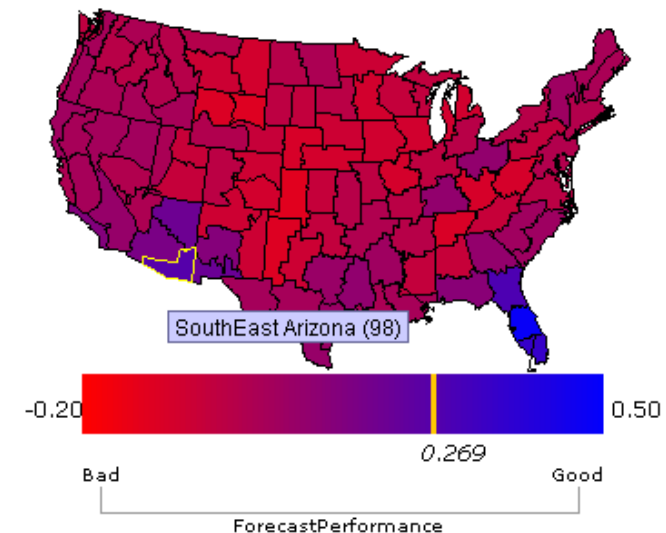 SouthEast Arizona (98)
-0.20
0.50
0.269
Bad
Good
ForecastPerformance